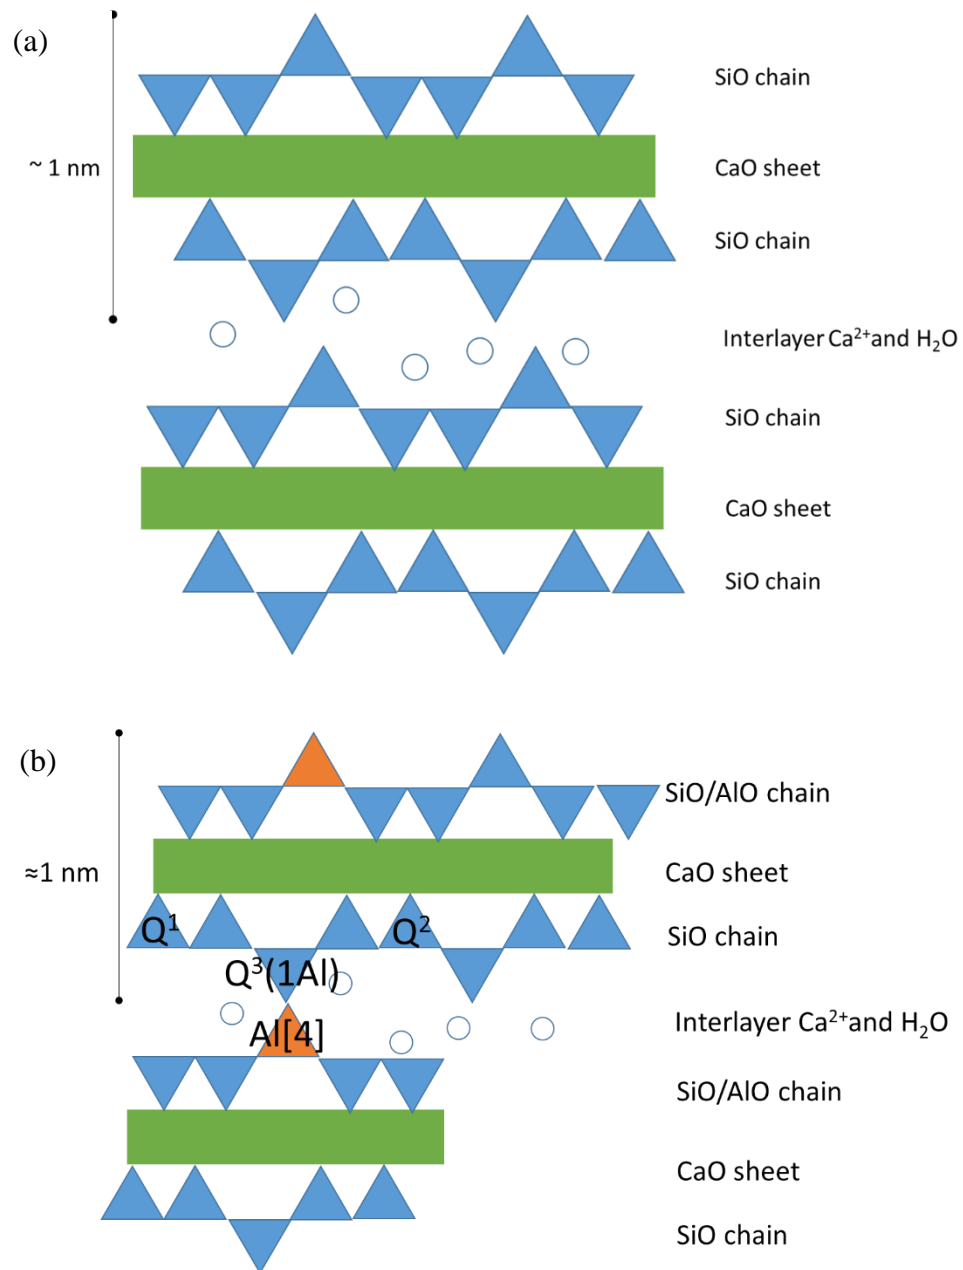 (a)
SiO chain
~ 1 nm
CaO sheet
SiO chain
Interlayer Ca²⁺and H₂O
SiO chain
CaO sheet
SiO chain
(b)
SiO/AlO chain
≈1 nm
CaO sheet
Q¹
Q²
SiO chain
Q³(1Al)
Al[4]
Interlayer Ca²⁺and H₂O
SiO/AlO chain
CaO sheet
SiO chain